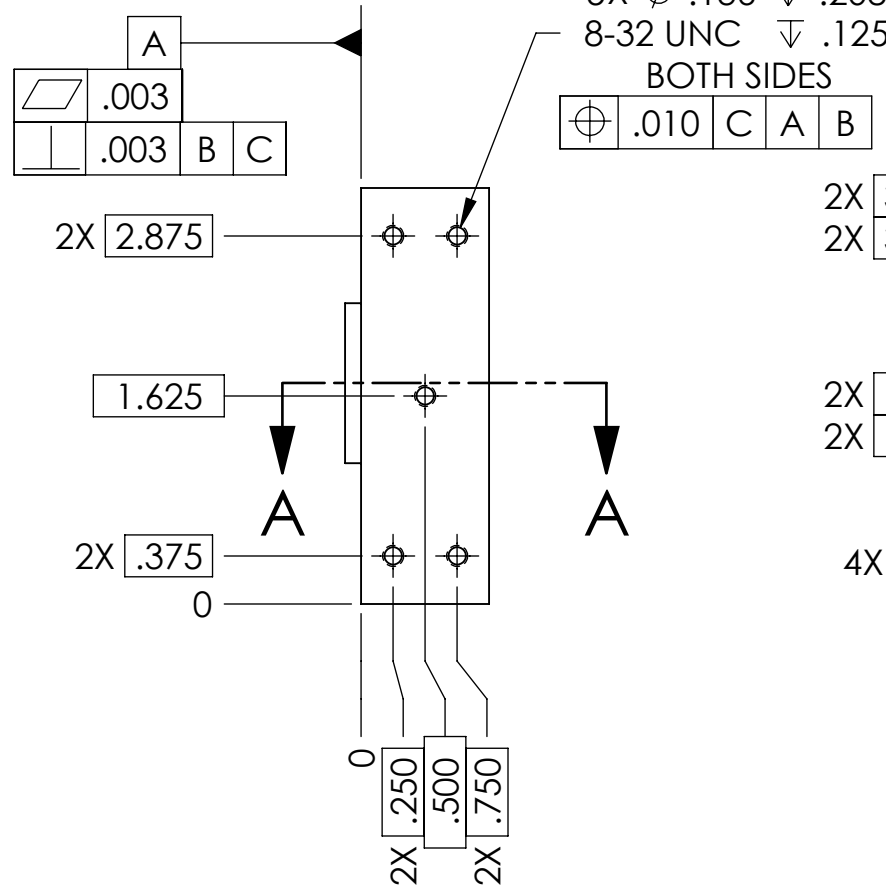 A
.003
.003 B C
8-32 UNC ↧ .125
BOTH SIDES
⌖ .010 C A B
2X 2.875
1.625
2X .375
0
A A
0
2X .250
.500
2X .750
2X
2X
2X
2X
4X